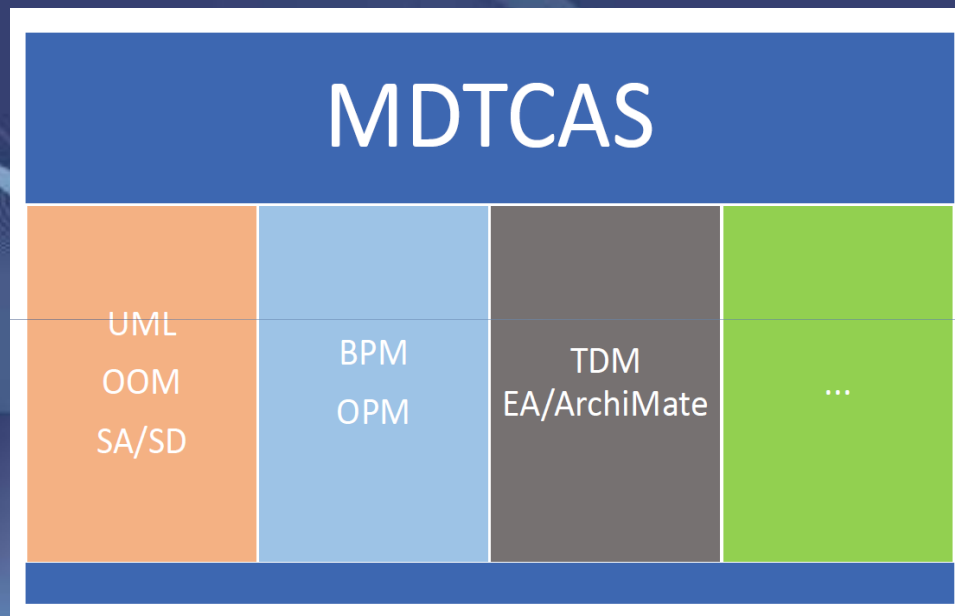 MDTCAS
UML
OOM
SA/SD
BPM
OPM
TDM
EA/ArchiMate
...